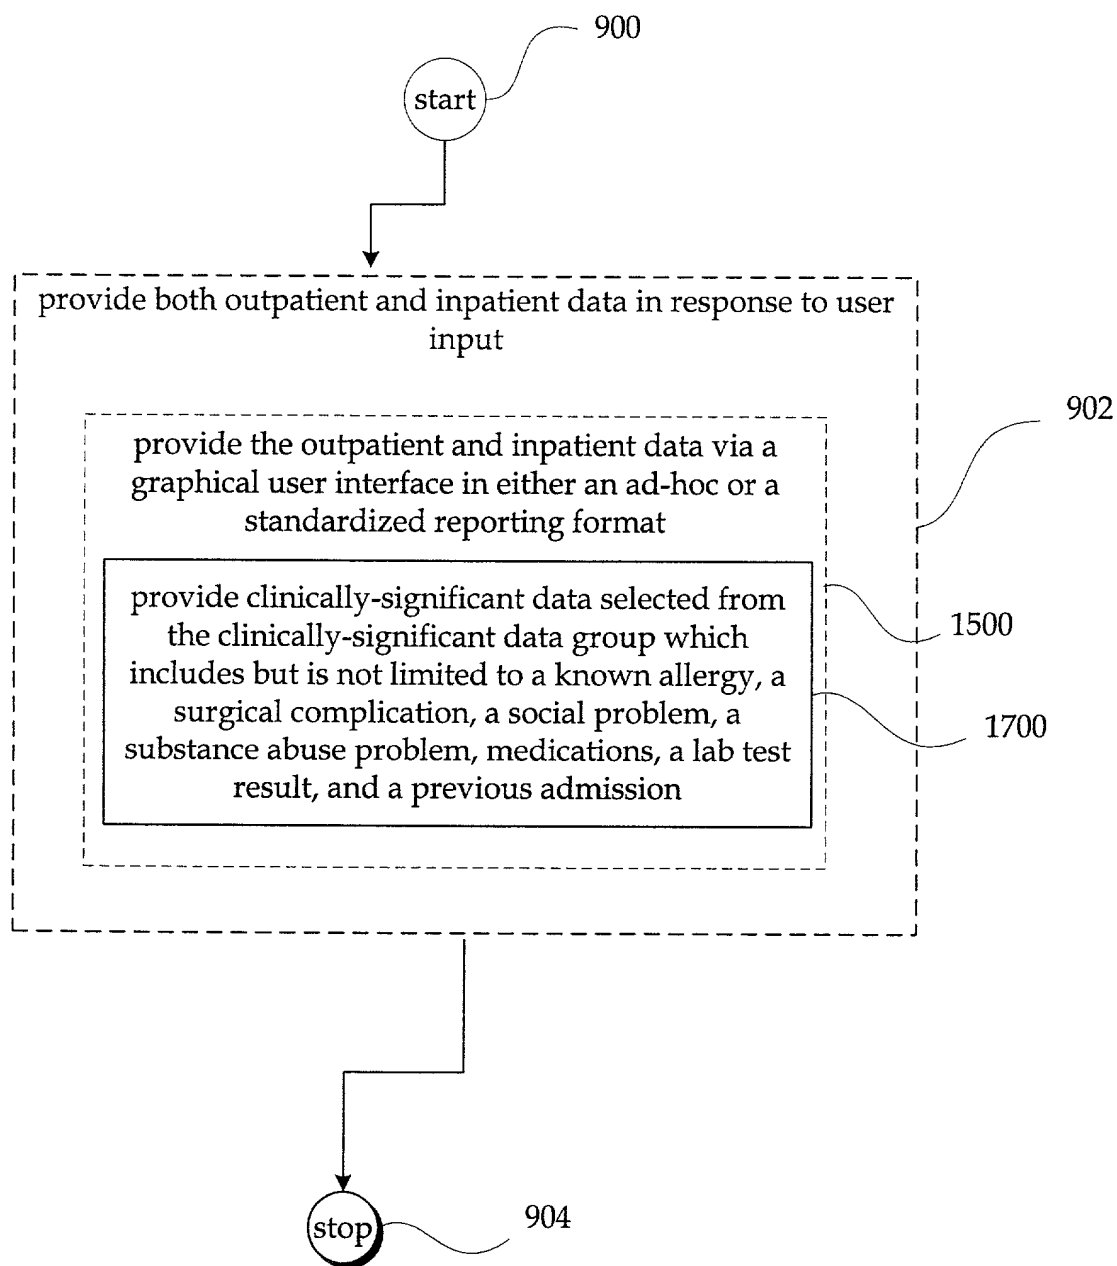 900
start
provide both outpatient and inpatient data in response to user
input
902
provide the outpatient and inpatient data via a
graphical user interface in either an ad-hoc or a
standardized reporting format
provide clinically-significant data selected from
the clinically-significant data group which
includes but is not limited to a known allergy, a
surgical complication, a social problem, a
substance abuse problem, medications, a lab test
result, and a previous admission
1500
1700
stop
904